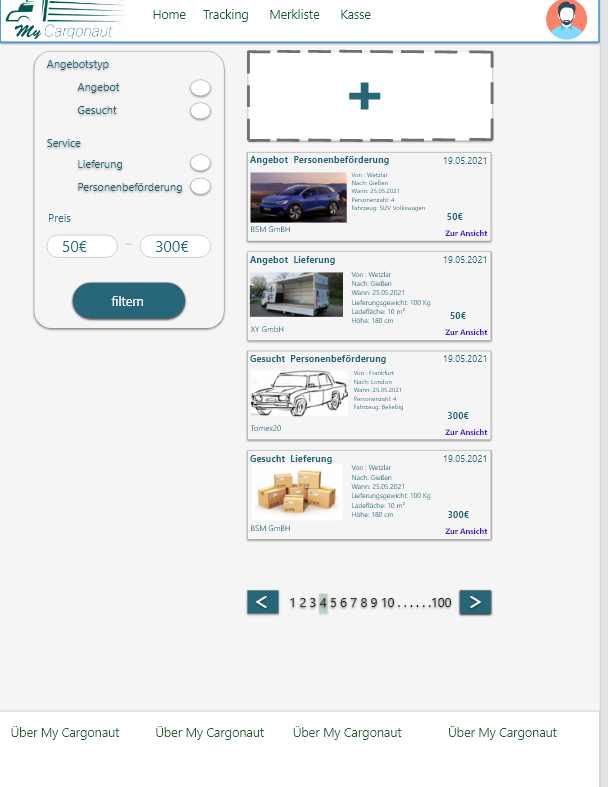 My Cargonaut
Home Tracking Merkliste Kasse
Angebotstyp
Angebot
Gesucht
Service
Lieferung
Personenbeförderung
Preis
50€ – 300€
filtern
Angebot Personenbeförderung 19.05.2021
Von : Wetzlar
Nach: Gießen
Wann: 25.05.2021
Personenzahl: 4
Fahrzeug: SUV Volkswagen
50€
BSM GmBH
Zur Ansicht
Angebot Lieferung 19.05.2021
Von : Wetzlar
Nach: Gießen
Wann: 25.05.2021
Lieferungsgewicht: 100 Kg
Ladefläche: 10 m²
Höhe: 180 cm
50€
XY GmbH
Zur Ansicht
Gesucht Personenbeförderung 19.05.2021
Von : Frankfurt
Nach: London
Wann: 25.05.2021
Personenzahl: 4
Fahrzeug: Beliebig
300€
Tomex20
Zur Ansicht
Gesucht Lieferung 19.05.2021
Von : Wetzlar
Nach: Gießen
Wann: 25.05.2021
Lieferungsgewicht: 100 Kg
Ladefläche: 10 m²
Höhe: 180 cm
300€
BSM GmBH
Zur Ansicht
< 1 2 3 4 5 6 7 8 9 10 . . . . . .100 >
Über My Cargonaut Über My Cargonaut Über My Cargonaut Über My Cargonaut